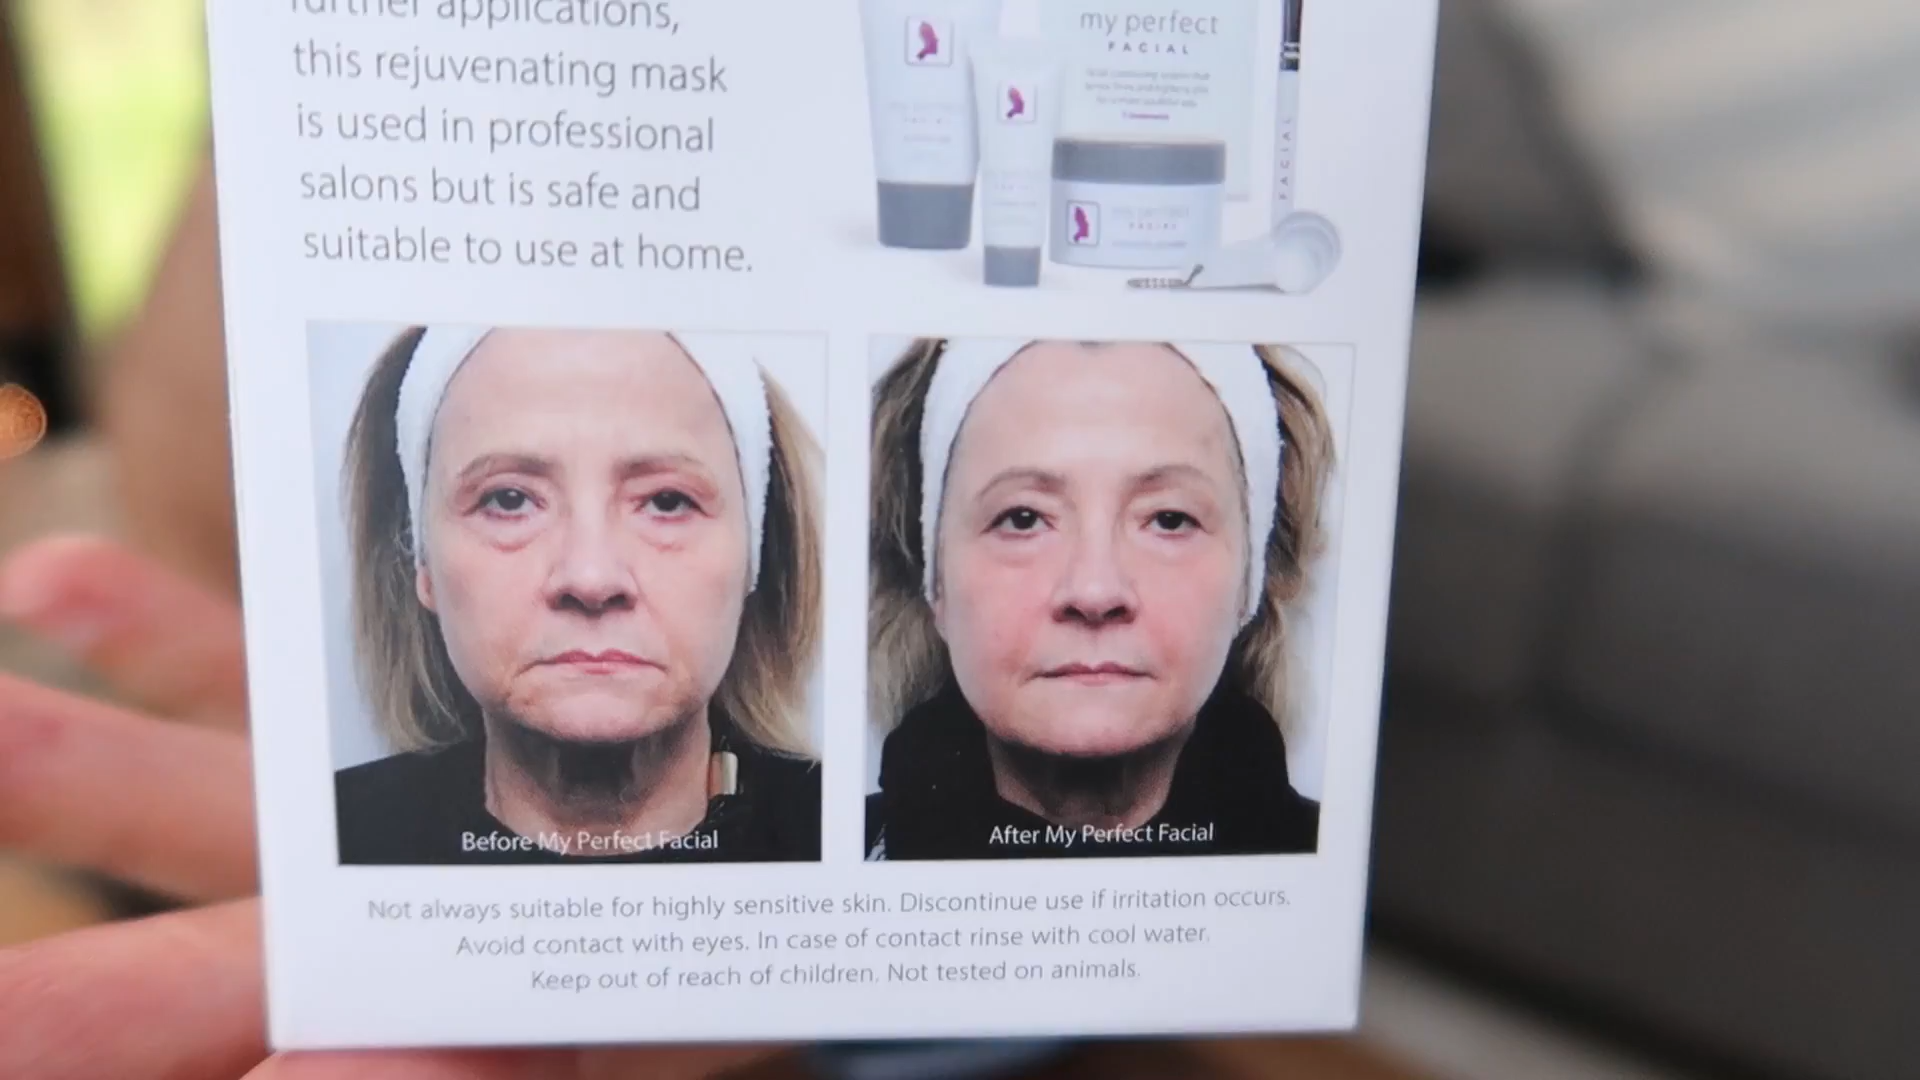 further applications,
this rejuvenating mask
is used in professional
salons but is safe and
suitable to use at home.
my perfect
FACIAL
FACIAL
Before My Perfect Facial
After My Perfect Facial
Not always suitable for highly sensitive skin. Discontinue use if irritation occurs.
Avoid contact with eyes. In case of contact rinse with cool water.
Keep out of reach of children. Not tested on animals.